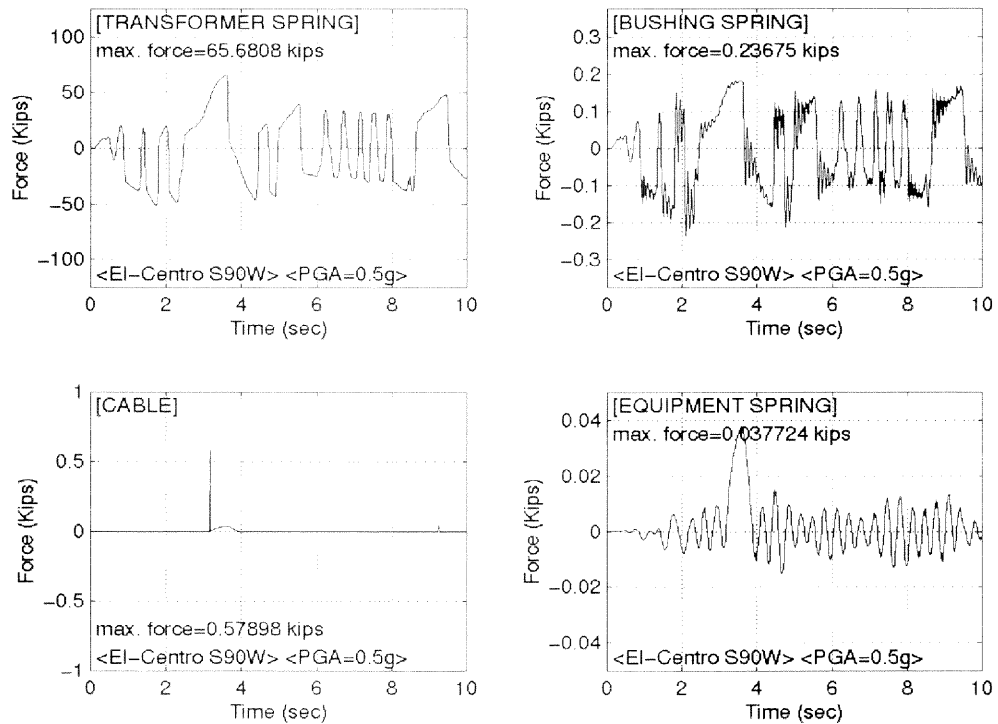 [TRANSFORMER SPRING]
max. force=65.6808 kips
100
50
0
−50
−100
Force (Kips)
<El−Centro S90W> <PGA=0.5g>
0 2 4 6 8 10
Time (sec)
[BUSHING SPRING]
max. force=0.23675 kips
0.3
0.2
0.1
0
−0.1
−0.2
−0.3
Force (Kips)
<El−Centro S90W> <PGA=0.5g>
0 2 4 6 8 10
Time (sec)
[CABLE]
1
0.5
0
−0.5
−1
Force (Kips)
max. force=0.57898 kips
<El−Centro S90W> <PGA=0.5g>
0 2 4 6 8 10
Time (sec)
[EQUIPMENT SPRING]
max. force=0.037724 kips
0.04
0.02
0
−0.02
−0.04
Force (Kips)
<El−Centro S90W> <PGA=0.5g>
0 2 4 6 8 10
Time (sec)